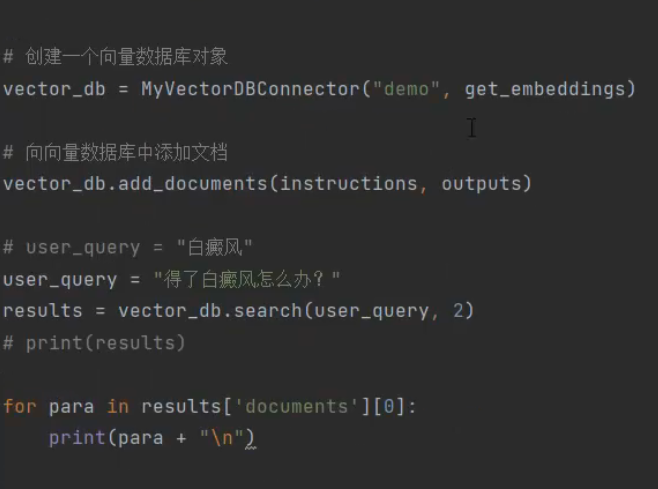 # 创建一个向量数据库对象
vector_db = MyVectorDBConnector("demo", get_embeddings)
# 向向量数据库中添加文档
vector_db.add_documents(instructions, outputs)
# user_query = "白癜风"
user_query = "得了白癜风怎么办？"
results = vector_db.search(user_query, 2)
# print(results)
for para in results['documents'][0]:
    print(para + "\n")